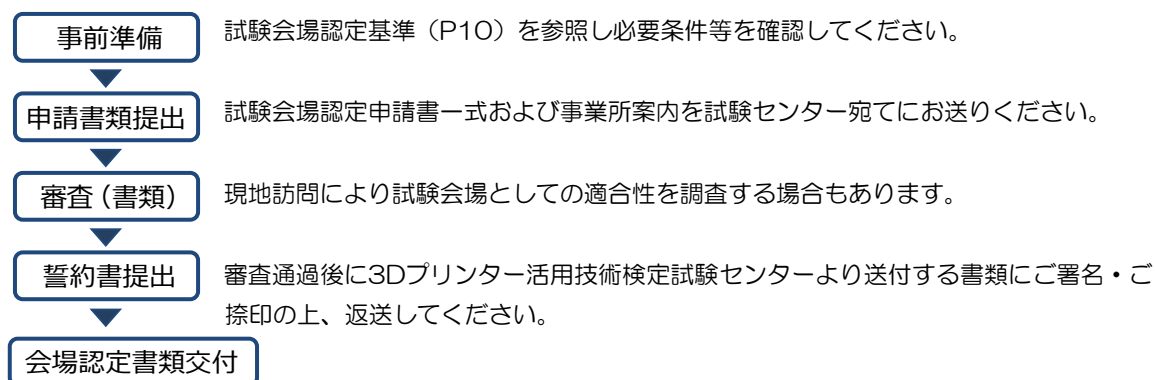 事前準備
試験会場認定基準（P10）を参照し必要条件等を確認してください。
申請書類提出
試験会場認定申請書一式および事業所案内を試験センター宛てにお送りください。
審査（書類）
現地訪問により試験会場としての適合性を調査する場合もあります。
誓約書提出
審査通過後に3Dプリンター活用技術検定試験センターより送付する書類にご署名・ご
捺印の上、返送してください。
会場認定書類交付